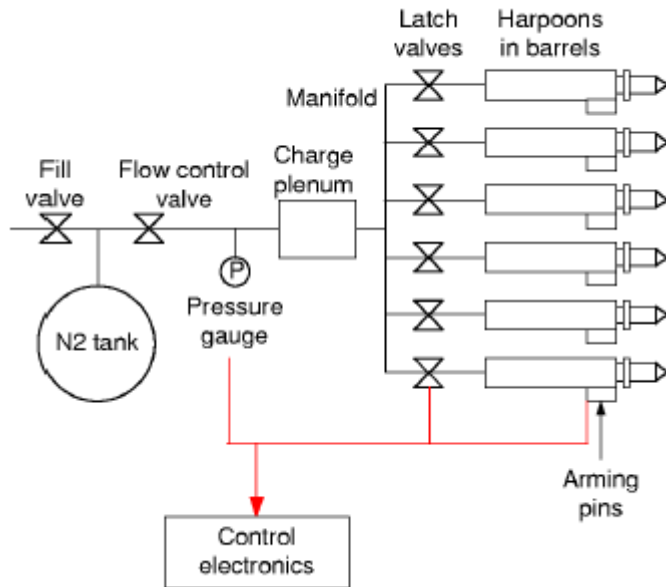 Latch
valves
Harpoons
in barrels
Manifold
Fill
valve
Flow control
valve
Charge
plenum
P
N2 tank
Pressure
gauge
Arming
pins
Control
electronics